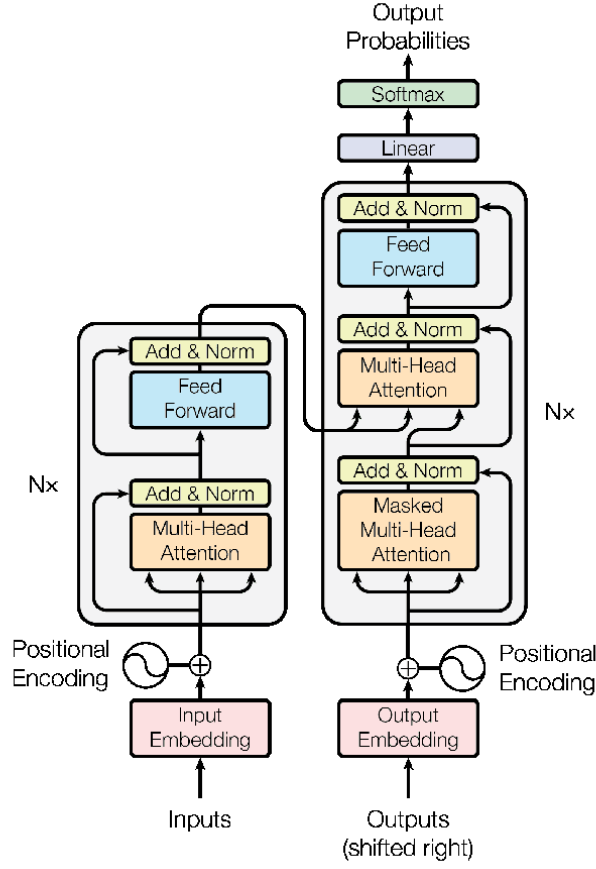 Output
Probabilities
Softmax
Linear
Add & Norm
Feed
Forward
Add & Norm
Multi-Head
Attention
Add & Norm
Masked
Multi-Head
Attention
Nx
Add & Norm
Feed
Forward
Add & Norm
Multi-Head
Attention
Nx
Positional
Encoding
Positional
Encoding
Input
Embedding
Output
Embedding
Inputs
Outputs
(shifted right)